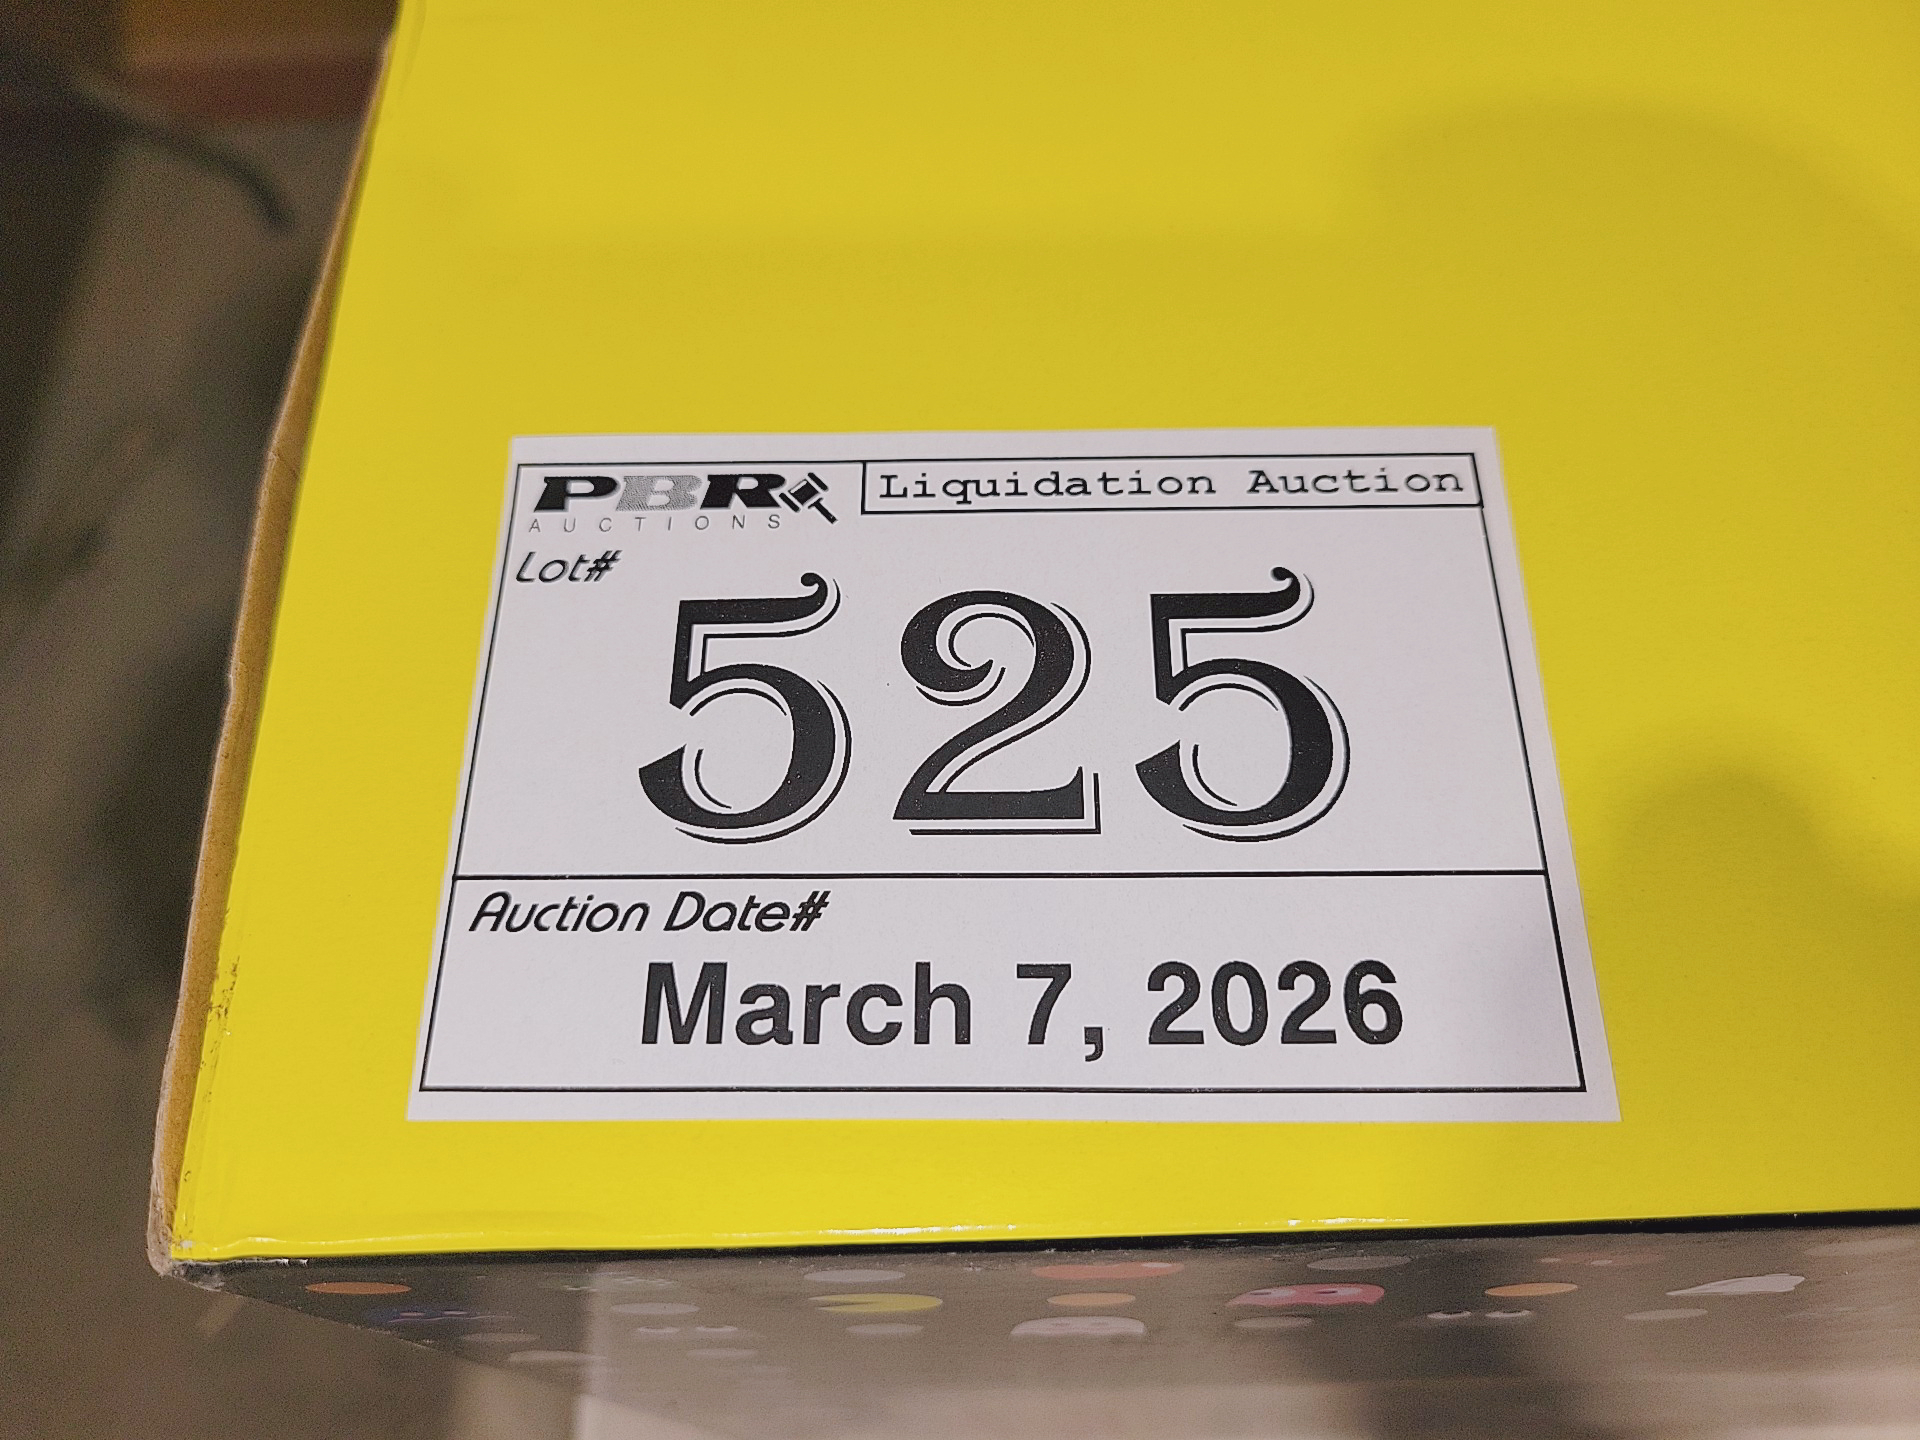 PBR
AUCTIONS
Liquidation Auction
Lot#
525
Auction Date#
March 7, 2026